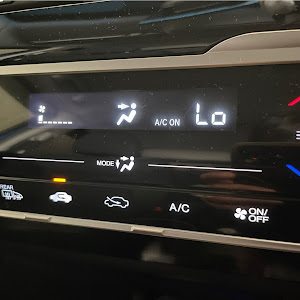 A/C ON Lo
MODE
REAR
A/C
ON/
OFF